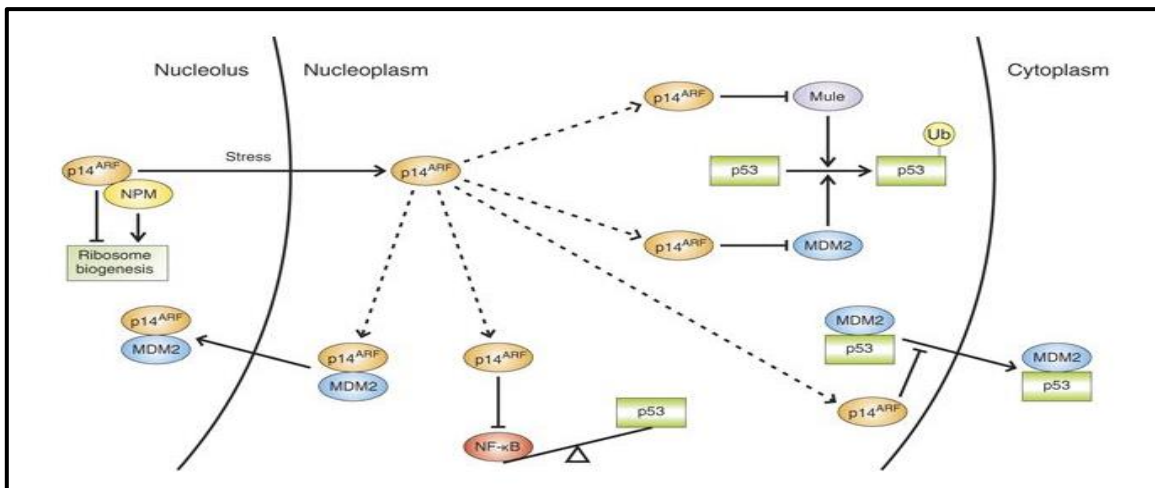 Nucleolus
Nucleoplasm
Cytoplasm
p14ARF
Mule
Ub
p14ARF
NPM
Stress
p14ARF
p53
p53
Ribosome
biogenesis
p14ARF
MDM2
p14ARF
MDM2
p14ARF
MDM2
p14ARF
MDM2
p53
MDM2
p53
p14ARF
p53
NF-κB